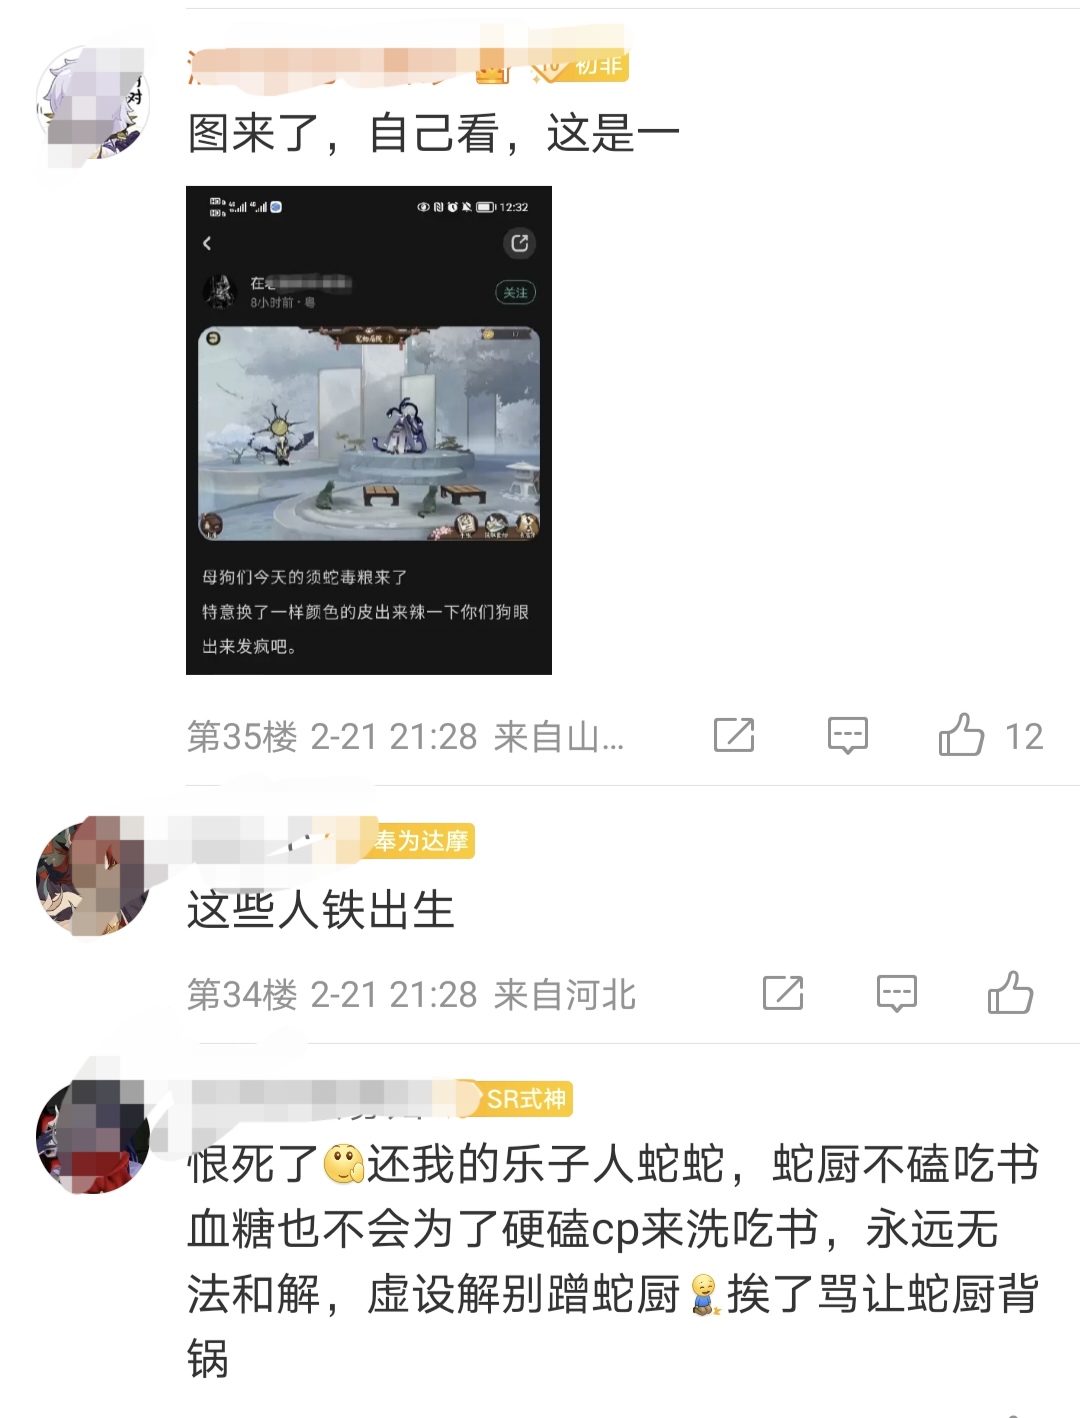 初非
对
图来了，自己看，这是一
12:32
在老
8小时前·粤
关注
母狗们今天的须蛇毒粮来了
特意换了一样颜色的皮出来辣一下你们狗眼
出来发疯吧。
第35楼 2-21 21:28 来自山...
12
奉为达摩
这些人铁出生
第34楼 2-21 21:28 来自河北
SR式神
恨死了🤗还我的乐子人蛇蛇，蛇厨不磕吃书
血糖也不会为了硬磕cp来洗吃书，永远无
法和解，虚设解别蹭蛇厨挨了骂让蛇厨背
锅